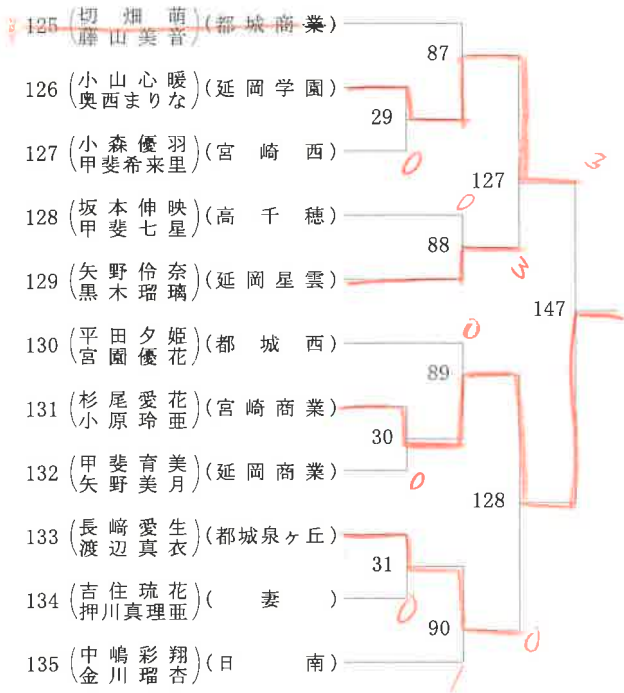 125 (切畑萌 藤山美音) (都城商業)
87
126 (小山心暖 奥西まりな) (延岡学園)
29
127 (小森優羽 甲斐希来里) (宮崎西)
0
127
3
128 (坂本伸映 甲斐七星) (高千穂)
0
88
3
129 (矢野伶奈 黒木瑠璃) (延岡星雲)
147
130 (平田夕姫 宮園優花) (都城西)
0
89
131 (杉尾愛花 小原玲亜) (宮崎商業)
30
132 (甲斐育美 矢野美月) (延岡商業)
0
128
133 (長﨑愛生 渡辺真衣) (都城泉ヶ丘)
31
134 (吉住琉花 押川真理亜) (妻)
0
90
0
135 (中嶋彩翔 金川瑠杏) (日南)
1